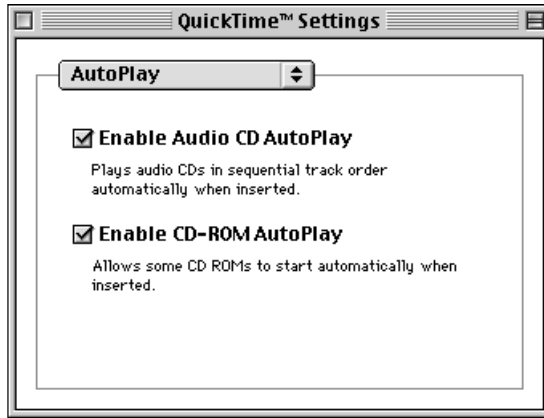 QuickTime™ Settings
AutoPlay
Enable Audio CD AutoPlay
Plays audio CDs in sequential track order
automatically when inserted.
Enable CD-ROM AutoPlay
Allows some CD ROMs to start automatically when
inserted.